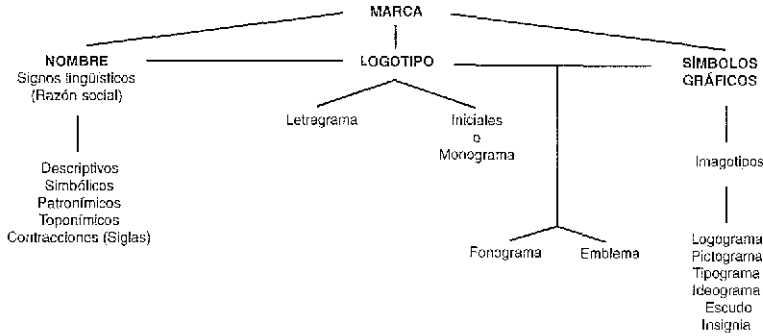 MARCA
NOMBRE
Signos lingüísticos
(Razón social)
LOGOTIPO
SÍMBOLOS
GRÁFICOS
Letragrama
Iniciales
o
Monograma
Descriptivos
Simbólicos
Patronímicos
Toponímicos
Contracciones (Siglas)
Imagotipos
Fonograma
Emblema
Logograma
Pictograma
Tipograma
Ideograma
Escudo
Insignia